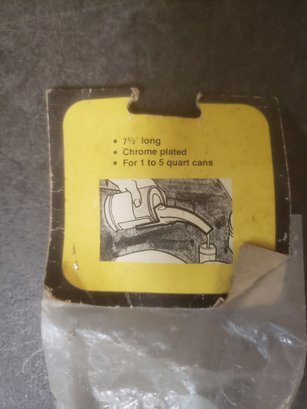 • 7½" long
• Chrome plated
• For 1 to 5 quart cans